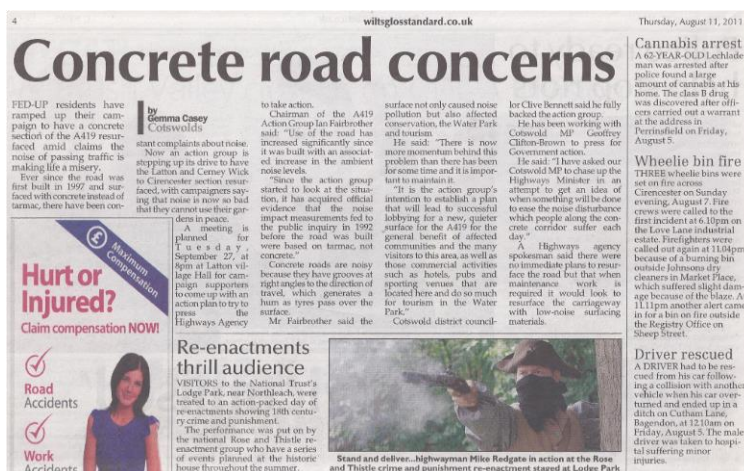 4
wiltsglosstandard.co.uk
Thursday, August 11, 2011
Concrete road concerns
FED-UP residents have
ramped up their cam-
paign to have a concrete
section of the A419 resur-
faced amid claims the
noise of passing traffic is
making life a misery.
Ever since the road was
first built in 1997 and sur-
faced with concrete instead of
tarmac, there have been con-
by
Gemma Casey
Cotswolds
stant complaints about noise.
Now an action group is
stepping up its drive to have
the Latton and Cerney Wick
to Cirencester section resur-
faced, with campaigners say-
ing that noise is now so bad
that they cannot use their gar-
dens in peace.
A meeting is
planned for
Tuesday,
September 27, at
8pm at Latton vil-
lage Hall for cam-
paign supporters
to come up with an
action plan to try to
press the
Highways Agency
to take action.
Chairman of the A419
Action Group Ian Fairbrother
said: "Use of the road has
increased significantly since
it was built with an associat-
ed increase in the ambient
noise levels.
"Since the action group
started to look at the situa-
tion, it has acquired official
evidence that the noise
impact measurements fed to
the public inquiry in 1992
before the road was built
were based on tarmac, not
concrete."
Concrete roads are noisy
because they have grooves at
right angles to the direction of
travel, which generates a
hum as tyres pass over the
surface.
Mr Fairbrother said the
surface not only caused noise
pollution but also affected
conservation, the Water Park
and tourism.
He said: "There is now
more momentum behind this
problem than there has been
for some time and it is impor-
tant to maintain it.
"It is the action group's
intention to establish a plan
that will lead to successful
lobbying for a new, quieter
surface for the A419 for the
general benefit of affected
communities and the many
visitors to this area, as well as
those commercial activities
such as hotels, pubs and
sporting venues that are
located here and do so much
for tourism in the Water
Park."
Cotswold district council-
lor Clive Bennett said he fully
backed the action group.
He has been working with
Cotswold MP Geoffrey
Clifton-Brown to press for
Government action.
He said: "I have asked our
Cotswold MP to chase up the
Highways Minister in an
attempt to get an idea of
when something will be done
to ease the noise disturbance
which people along the con-
crete corridor suffer each
day."
A Highways agency
spokesman said there were
no immediate plans to resur-
face the road but that when
maintenance work is
required it would look to
resurface the carriageway
with low-noise surfacing
materials.
Cannabis arrest
A 62-YEAR-OLD Lechlade
man was arrested after
police found a large
amount of cannabis at his
home. The class B drug
was discovered after offi-
cers carried out a warrant
at the address in
Perrinsfield on Friday,
August 5.
Wheelie bin fire
THREE wheelie bins were
set on fire across
Cirencester on Sunday
evening, August 7. Fire
crews were called to the
first incident at 6.10pm on
the Love Lane industrial
estate. Firefighters were
called out again at 11.04pm
because of a burning bin
outside Johnsons dry
cleaners in Market Place,
which suffered slight dam-
age because of the blaze. A
11.11pm another alert came
in for a bin on fire outside
the Registry Office on
Sheep Street.
Driver rescued
A DRIVER had to be res-
cued from his car follow-
ing a collision with another
vehicle when his car over-
turned and ended up in a
ditch on Cutham Lane,
Bagendon, at 12.10am on
Friday, August 5. The male
driver was taken to hospi-
tal suffering minor
injuries.
£
Maximum
Compensation
Hurt or
Injured?
Claim compensation NOW!
Road
Accidents
Work
Accidents
Re-enactments
thrill audience
VISITORS to the National Trust's
Lodge Park, near Northleach, were
treated to an action-packed day of
re-enactments showing 18th centu-
ry crime and punishment.
The performance was put on by
the national Rose and Thistle re-
enactment group who have a series
of events planned at the historic
house throughout the summer.
Stand and deliver...highwayman Mike Redgate in action at the Rose
and Thistle crime and punishment re-enactment staged at Lodge Park